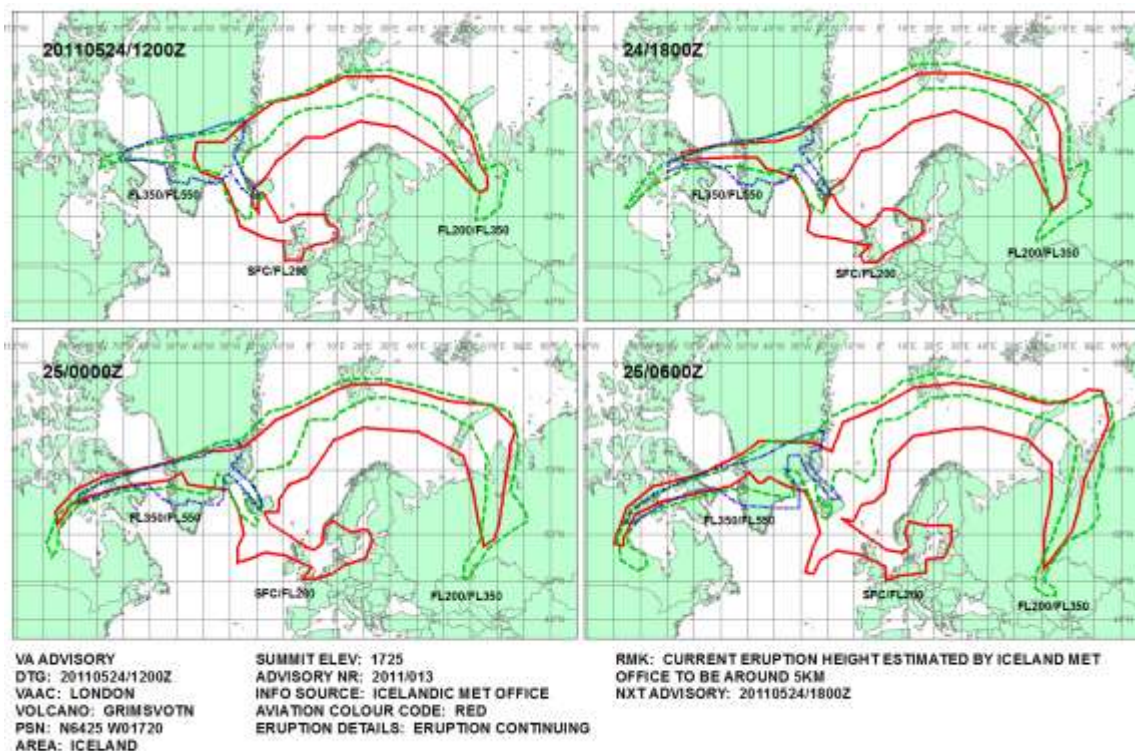 20110524/1200Z
FL350/FL550
FL200/FL350
SFC/FL200
24/1800Z
FL350/FL550
FL200/FL350
SFC/FL200
25/0000Z
FL350/FL550
SFC/FL200
FL200/FL350
25/0600Z
FL350/FL550
SFC/FL200
FL200/FL350
VA ADVISORY
DTG: 20110524/1200Z
VAAC: LONDON
VOLCANO: GRIMSVOTN
PSN: N6425 W01720
AREA: ICELAND
SUMMIT ELEV: 1725
ADVISORY NR: 2011/013
INFO SOURCE: ICELANDIC MET OFFICE
AVIATION COLOUR CODE: RED
ERUPTION DETAILS: ERUPTION CONTINUING
RMK: CURRENT ERUPTION HEIGHT ESTIMATED BY ICELAND MET
OFFICE TO BE AROUND 5KM
NXT ADVISORY: 20110524/1800Z